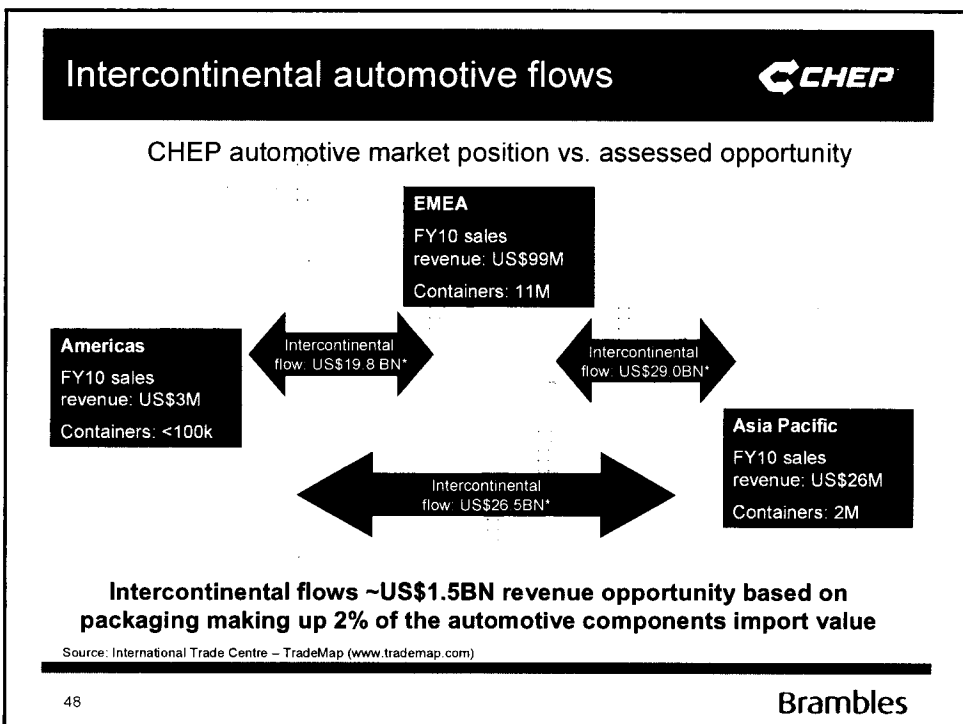 Intercontinental automotive flows
CHEP
CHEP automotive market position vs. assessed opportunity
EMEA
FY10 sales
revenue: US$99M
Containers: 11M
Americas
FY10 sales
revenue: US$3M
Containers: <100k
Intercontinental
flow: US$19.8 BN*
Intercontinental
flow: US$29.0BN*
Asia Pacific
FY10 sales
revenue: US$26M
Containers: 2M
Intercontinental
flow: US$26 5BN*
Intercontinental flows ~US$1.5BN revenue opportunity based on
packaging making up 2% of the automotive components import value
Source: International Trade Centre – TradeMap (www.trademap.com)
48
Brambles